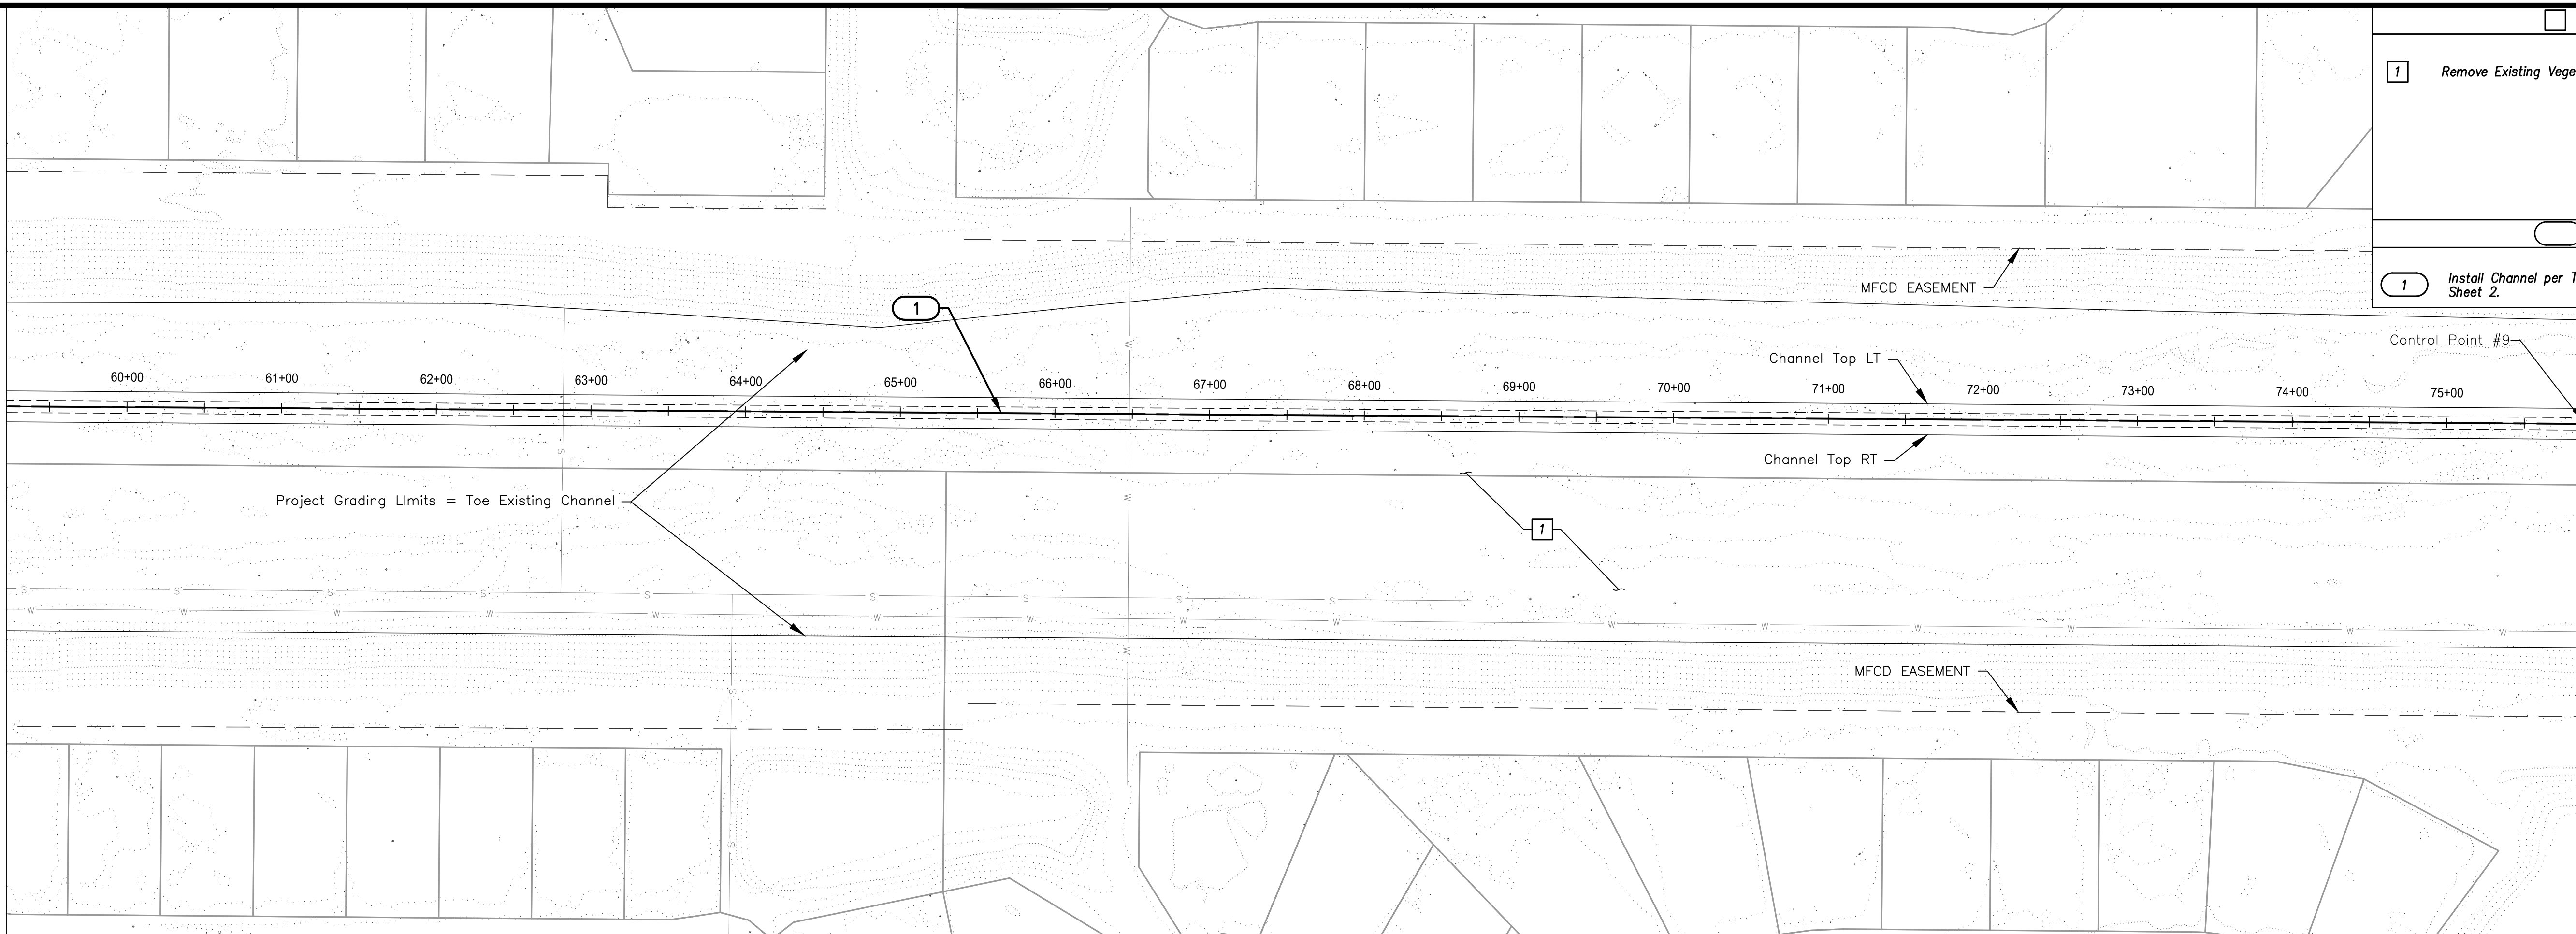 1 Remove Existing
MFCD EASEMENT
1
1 Install Channel per
Sheet 2.
Control Point #9
Channel Top LT
60+00 61+00 62+00 63+00 64+00 65+00 66+00 67+00 68+00 69+00 70+00 71+00 72+00 73+00 74+00 75+00
Channel Top RT
Project Grading LImits = Toe Existing Channel
1
S S S S S S S S S
W W W W W W W W W W W W W W W
MFCD EASEMENT
W
W
W
S
S
S